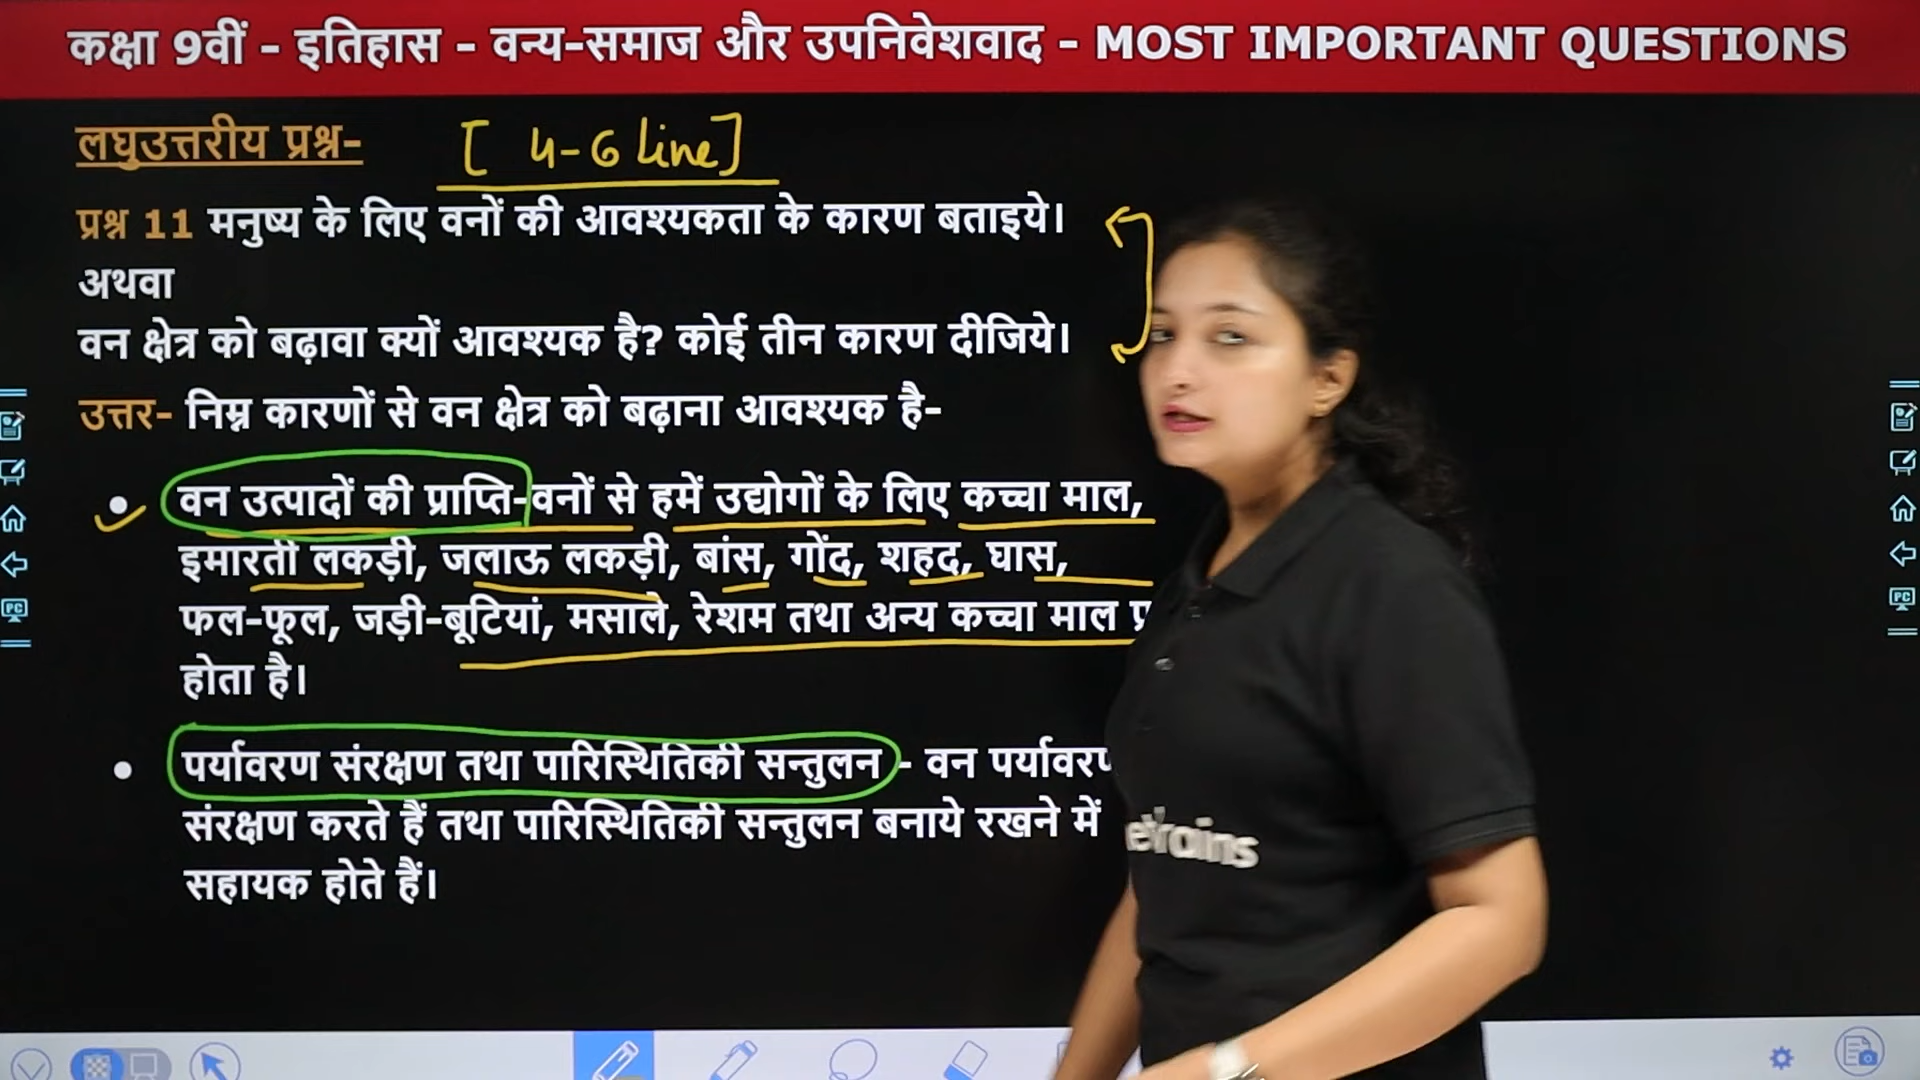 कक्षा 9वीं - इतिहास - वन्य-समाज और उपनिवेशवाद - MOST IMPORTANT QUESTIONS
लघुउत्तरीय प्रश्न- [ 4-6 line]
प्रश्न 11 मनुष्य के लिए वनों की आवश्यकता के कारण बताइये।
अथवा
वन क्षेत्र को बढ़ावा क्यों आवश्यक है? कोई तीन कारण दीजिये।
उत्तर- निम्न कारणों से वन क्षेत्र को बढ़ाना आवश्यक है-
• वन उत्पादों की प्राप्ति-वनों से हमें उद्योगों के लिए कच्चा माल,
इमारती लकड़ी, जलाऊ लकड़ी, बांस, गोंद, शहद, घास,
फल-फूल, जड़ी-बूटियां, मसाले, रेशम तथा अन्य कच्चा माल
होता है।
• पर्यावरण संरक्षण तथा पारिस्थितिकी सन्तुलन - वन
संरक्षण करते हैं तथा पारिस्थितिकी सन्तुलन बनाये रखने में
सहायक होते हैं।
PC
PC